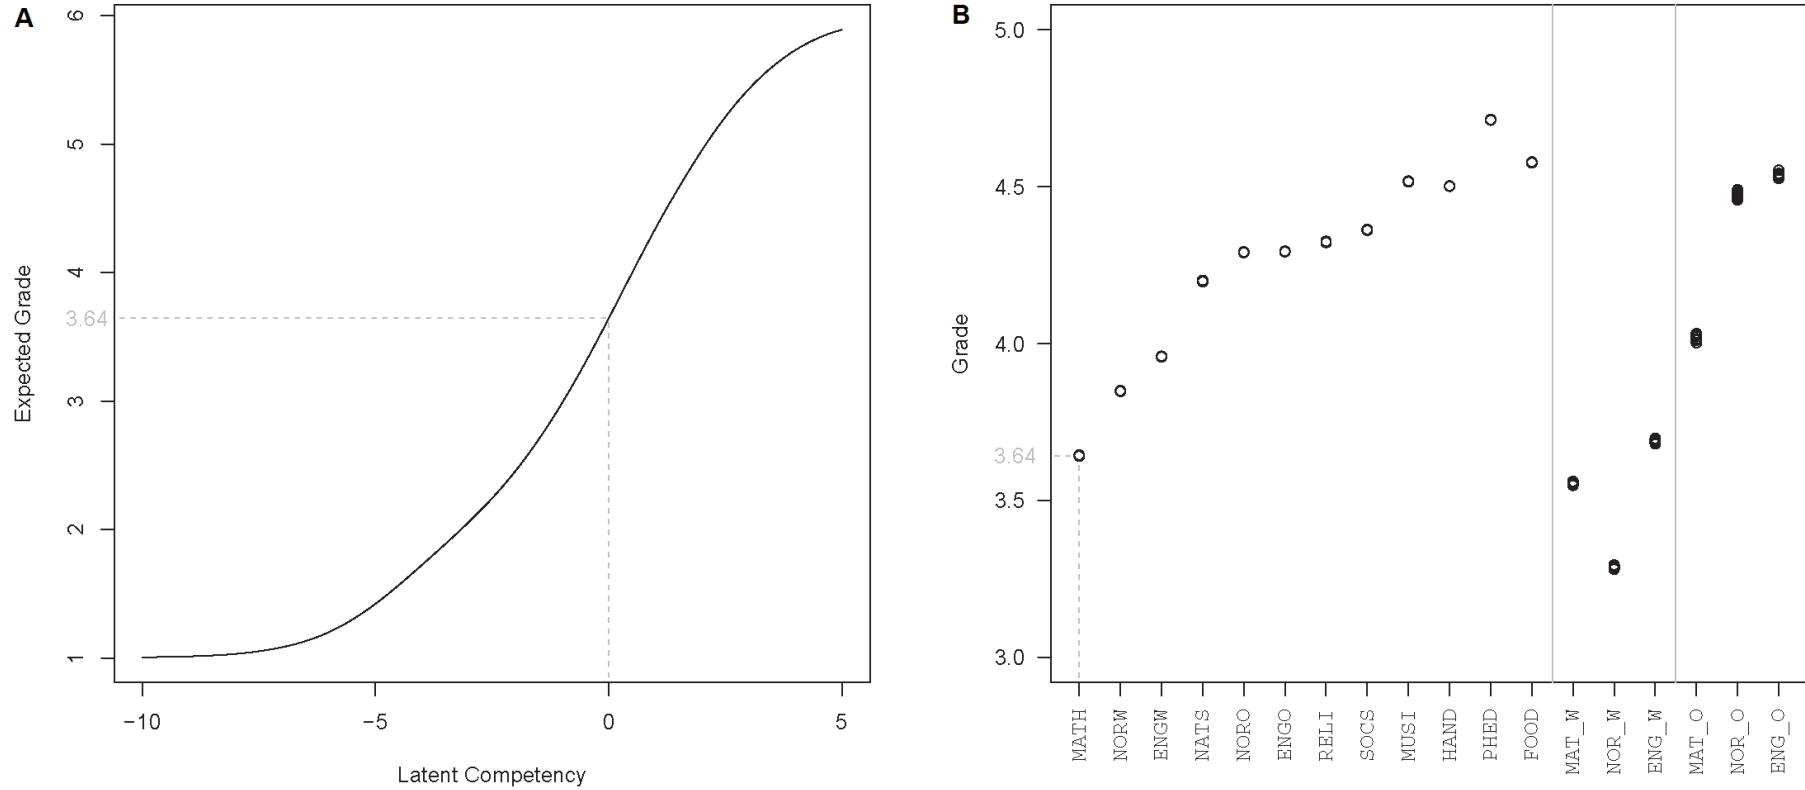 A
6
5
4
3.64
3
2
1
Expected Grade
−10
−5
0
5
Latent Competency
B
5.0
4.5
4.0
3.64
3.5
3.0
Grade
MATH
NORW
ENGW
NATS
NORO
ENGO
RELI
SOCS
MUSI
HAND
PHED
FOOD
MAT_W
NOR_W
ENG_W
MAT_O
NOR_O
ENG_O